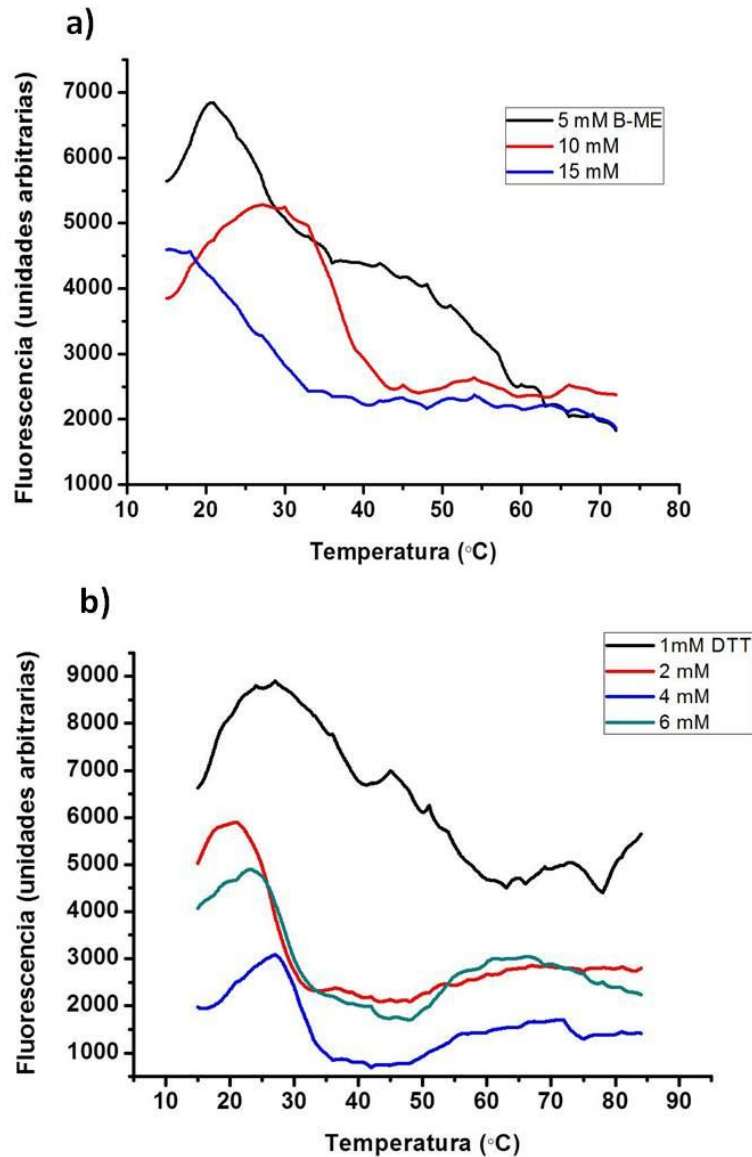 a)
7000
6000
5000
4000
3000
2000
1000
Fluorescencia (unidades arbitrarias)
5 mM B-ME
10 mM
15 mM
10 20 30 40 50 60 70 80
Temperatura (°C)
b)
9000
8000
7000
6000
5000
4000
3000
2000
1000
Fluorescencia (unidades arbitrarias)
1mM DTT
2 mM
4 mM
6 mM
10 20 30 40 50 60 70 80 90
Temperatura (°C)